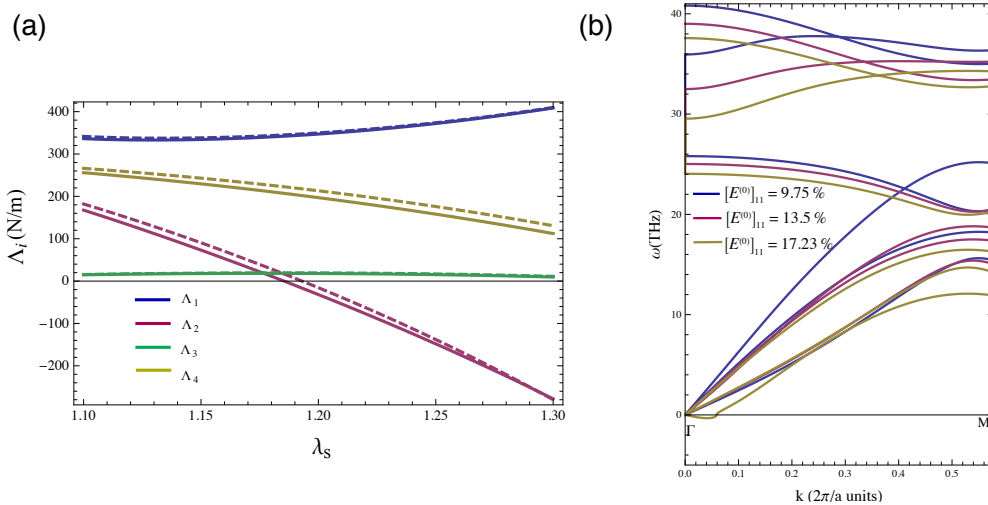 (a)
400
300
200
100
0
−100
−200
Λi (N/m)
1.10 1.15 1.20 1.25 1.30
λs
Λ1
Λ2
Λ3
Λ4
(b)
40
30
20
10
0
ω(THz)
[E(0)]11 = 9.75 %
[E(0)]11 = 13.5 %
[E(0)]11 = 17.23 %
Γ M
0.0 0.1 0.2 0.3 0.4 0.5
k (2π/a units)